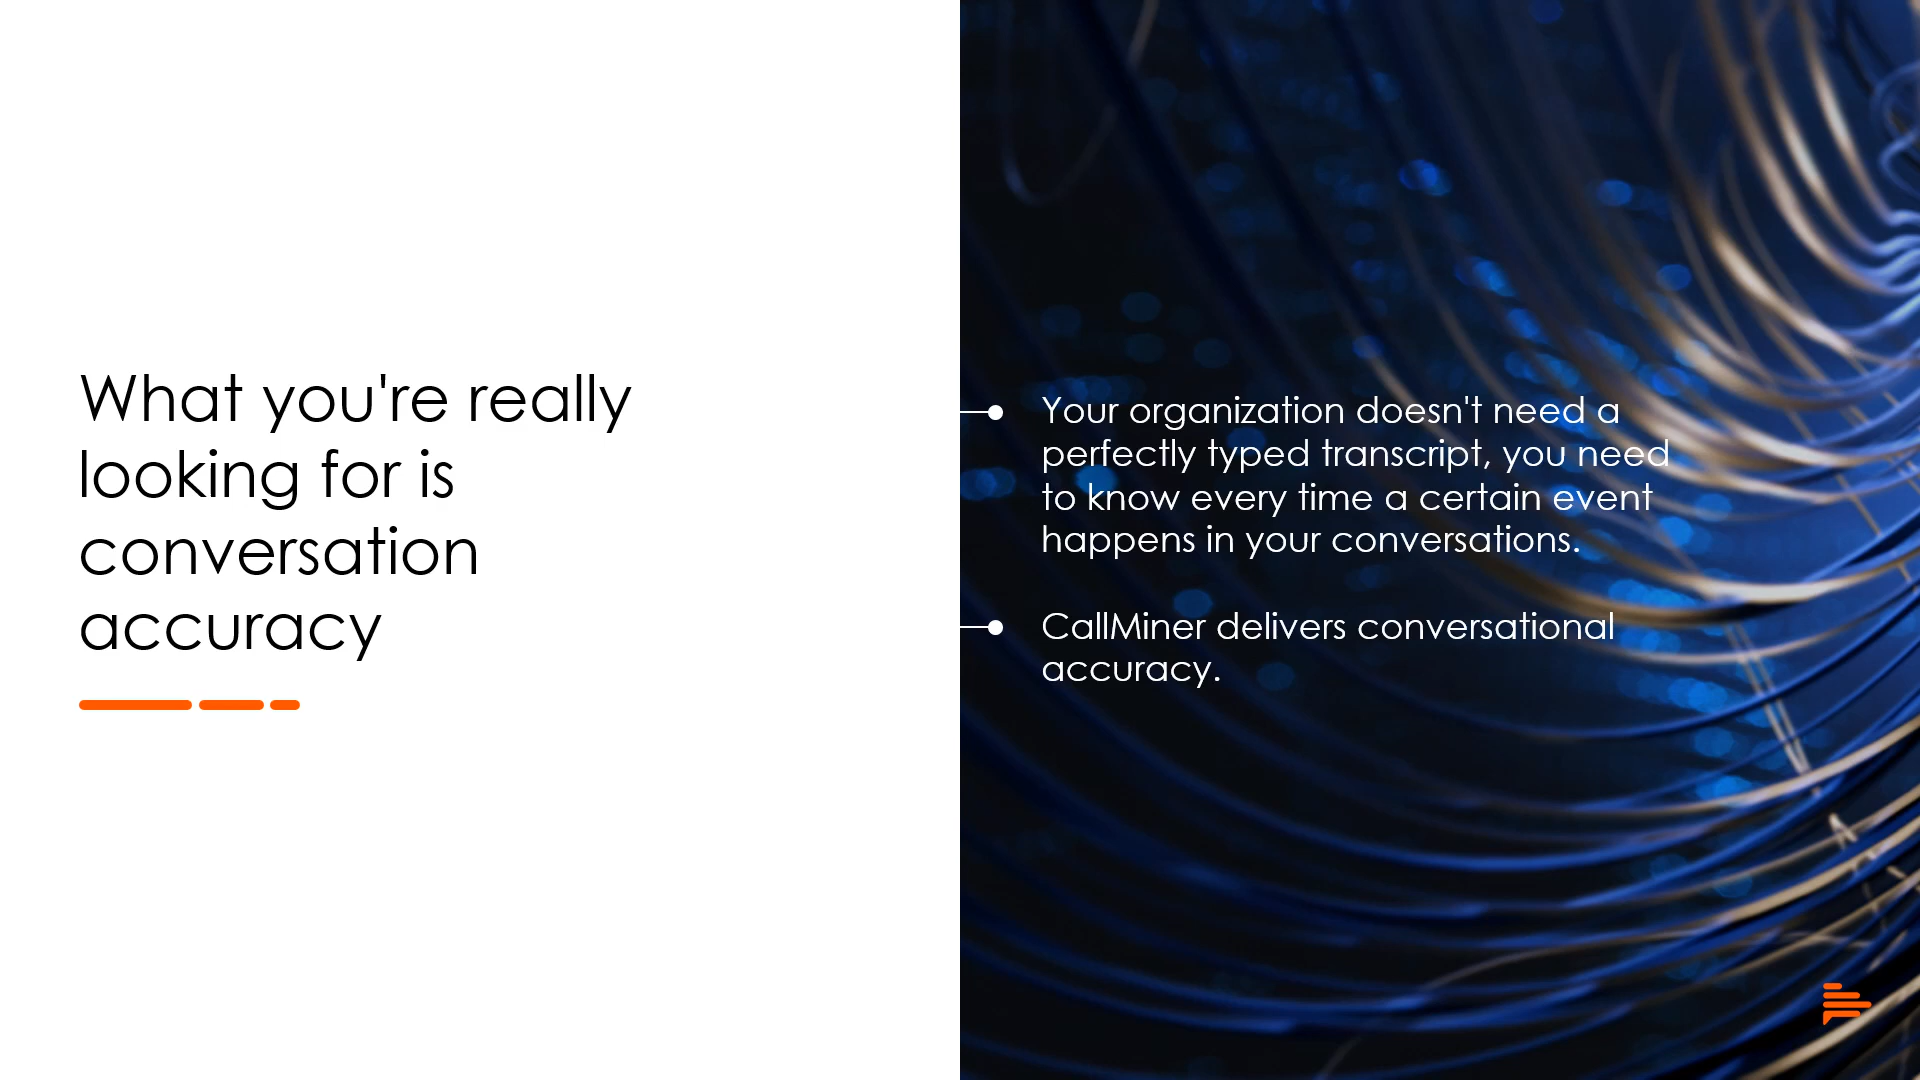 What you're really
looking for is
conversation
accuracy
Your organization doesn't need a
perfectly typed transcript, you need
to know every time a certain event
happens in your conversations.
CallMiner delivers conversational
accuracy.